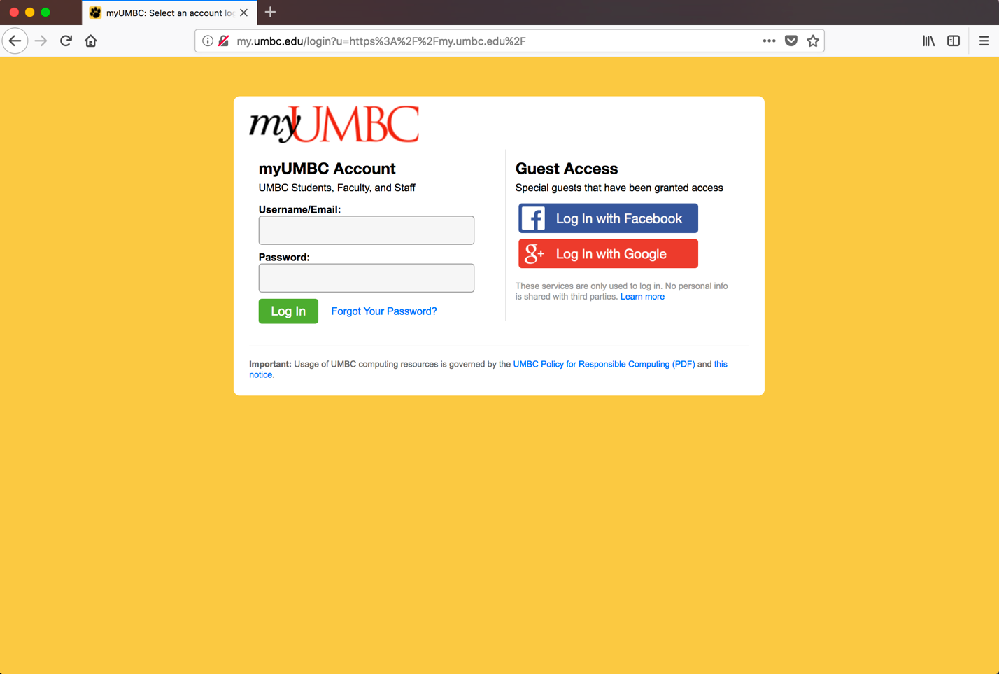 myUMBC: Select an account log
my.umbc.edu/login?u=https%3A%2F%2Fmy.umbc.edu%2F
myUMBC
myUMBC Account
UMBC Students, Faculty, and Staff
Username/Email:
Password:
Log In
Forgot Your Password?
Guest Access
Special guests that have been granted access
Log In with Facebook
g+ Log In with Google
These services are only used to log in. No personal info
is shared with third parties. Learn more
Important: Usage of UMBC computing resources is governed by the UMBC Policy for Responsible Computing (PDF) and this
notice.